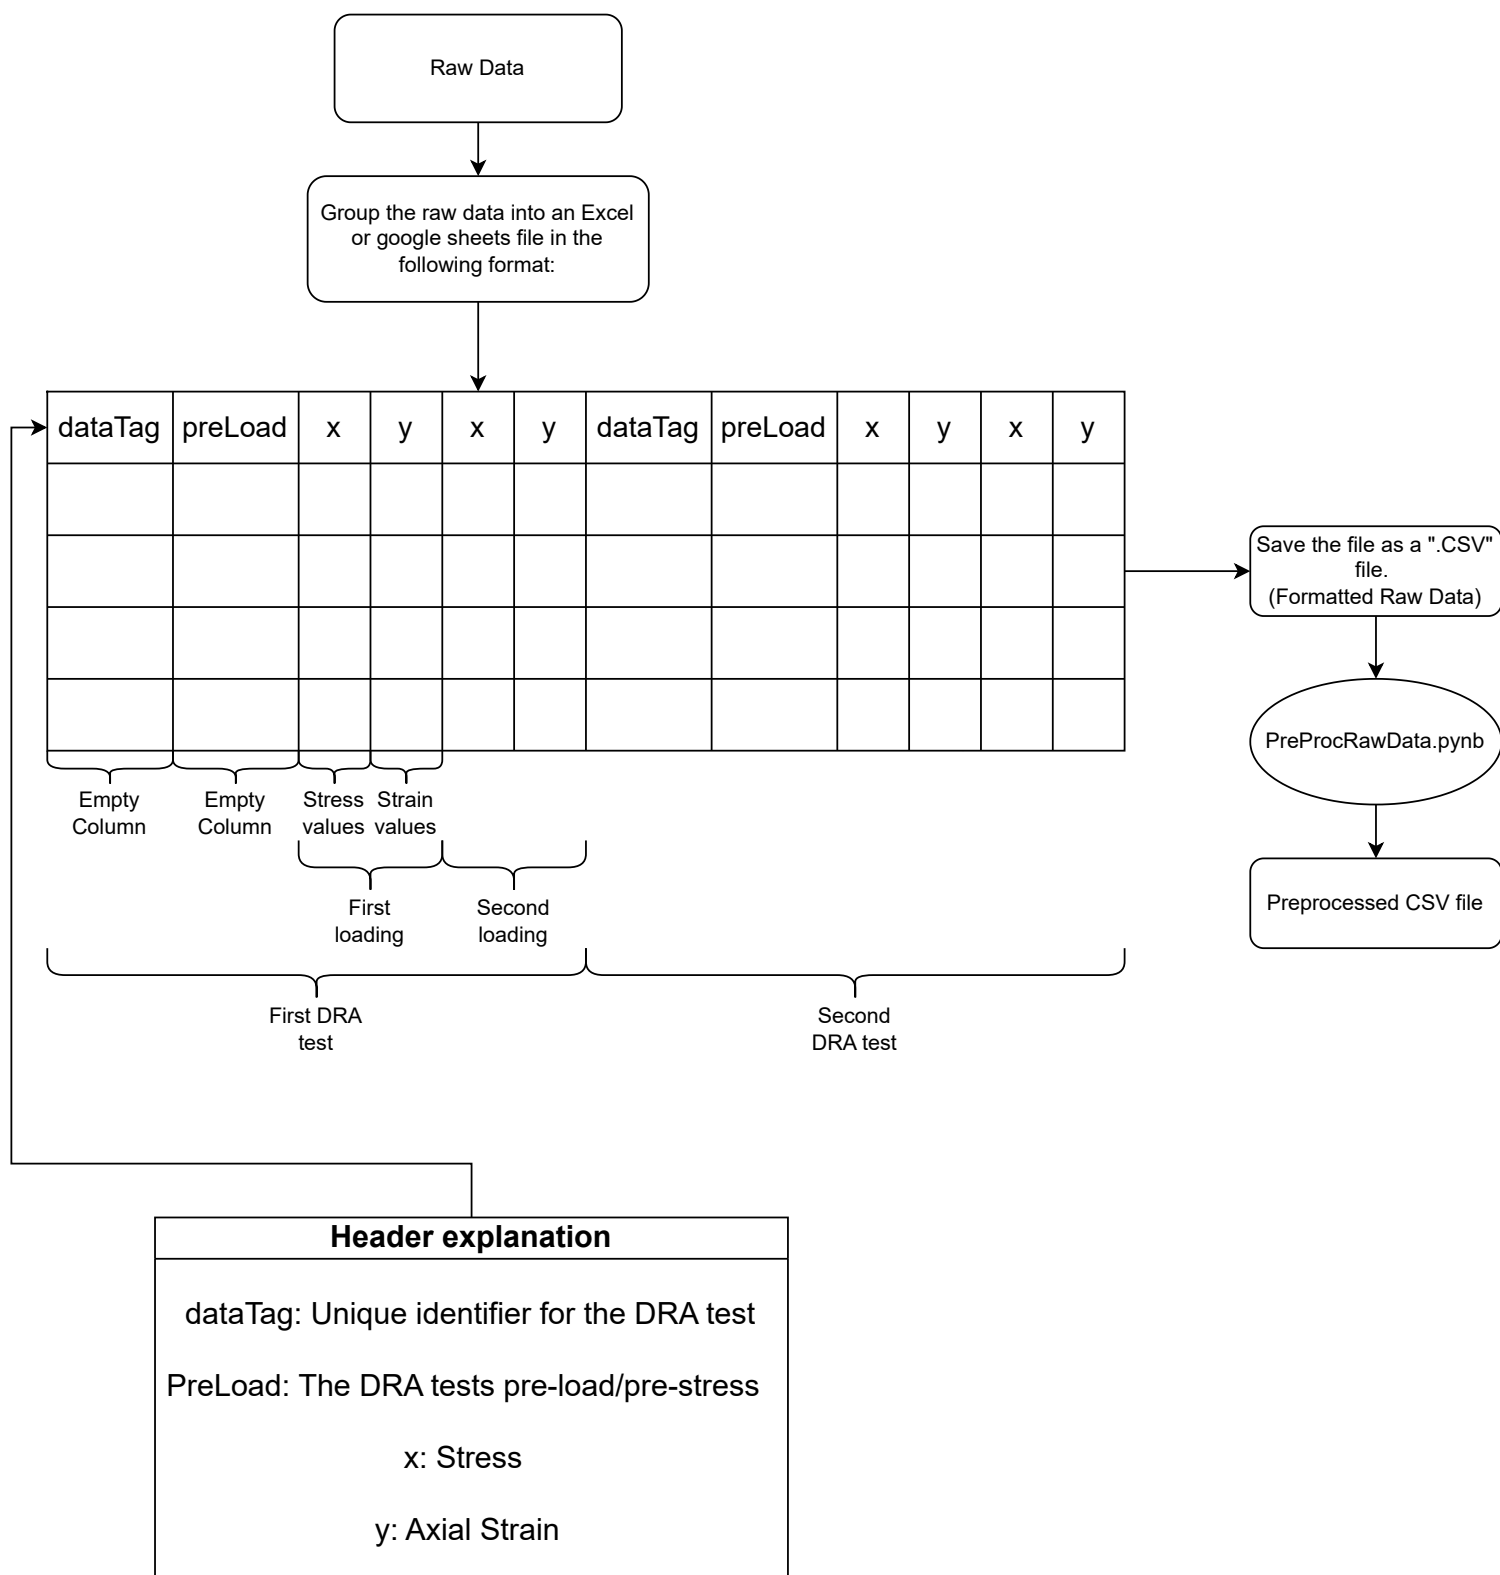 Raw Data
Group the raw data into an Excel
or google sheets file in the
following format:
dataTag preLoad x y x y dataTag preLoad x y x y
Save the file as a ".CSV"
file.
(Formatted Raw Data)
PreProcRawData.pynb
Preprocessed CSV file
Empty
Column
Empty
Column
Stress
values
Strain
values
First
loading
Second
loading
First DRA
test
Second
DRA test
Header explanation
dataTag: Unique identifier for the DRA test
PreLoad: The DRA tests pre-load/pre-stress
x: Stress
y: Axial Strain